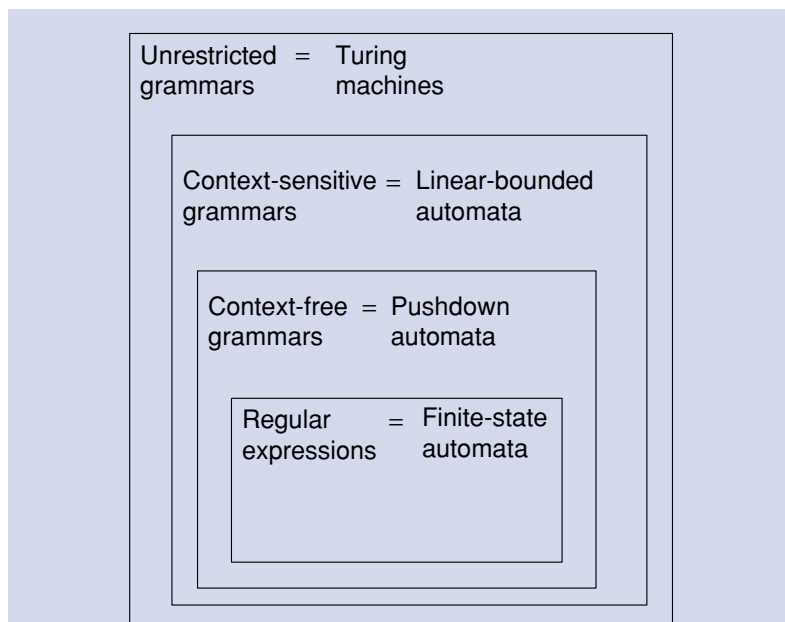 Unrestricted = Turing
grammars machines
Context-sensitive = Linear-bounded
grammars automata
Context-free = Pushdown
grammars automata
Regular = Finite-state
expressions automata